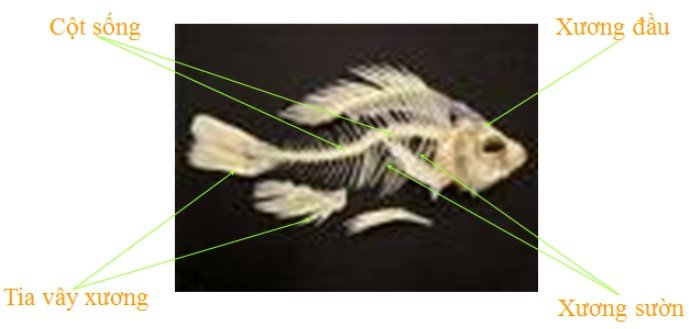 Cột sống
Xương đầu
Tia vây xương
Xương sườn